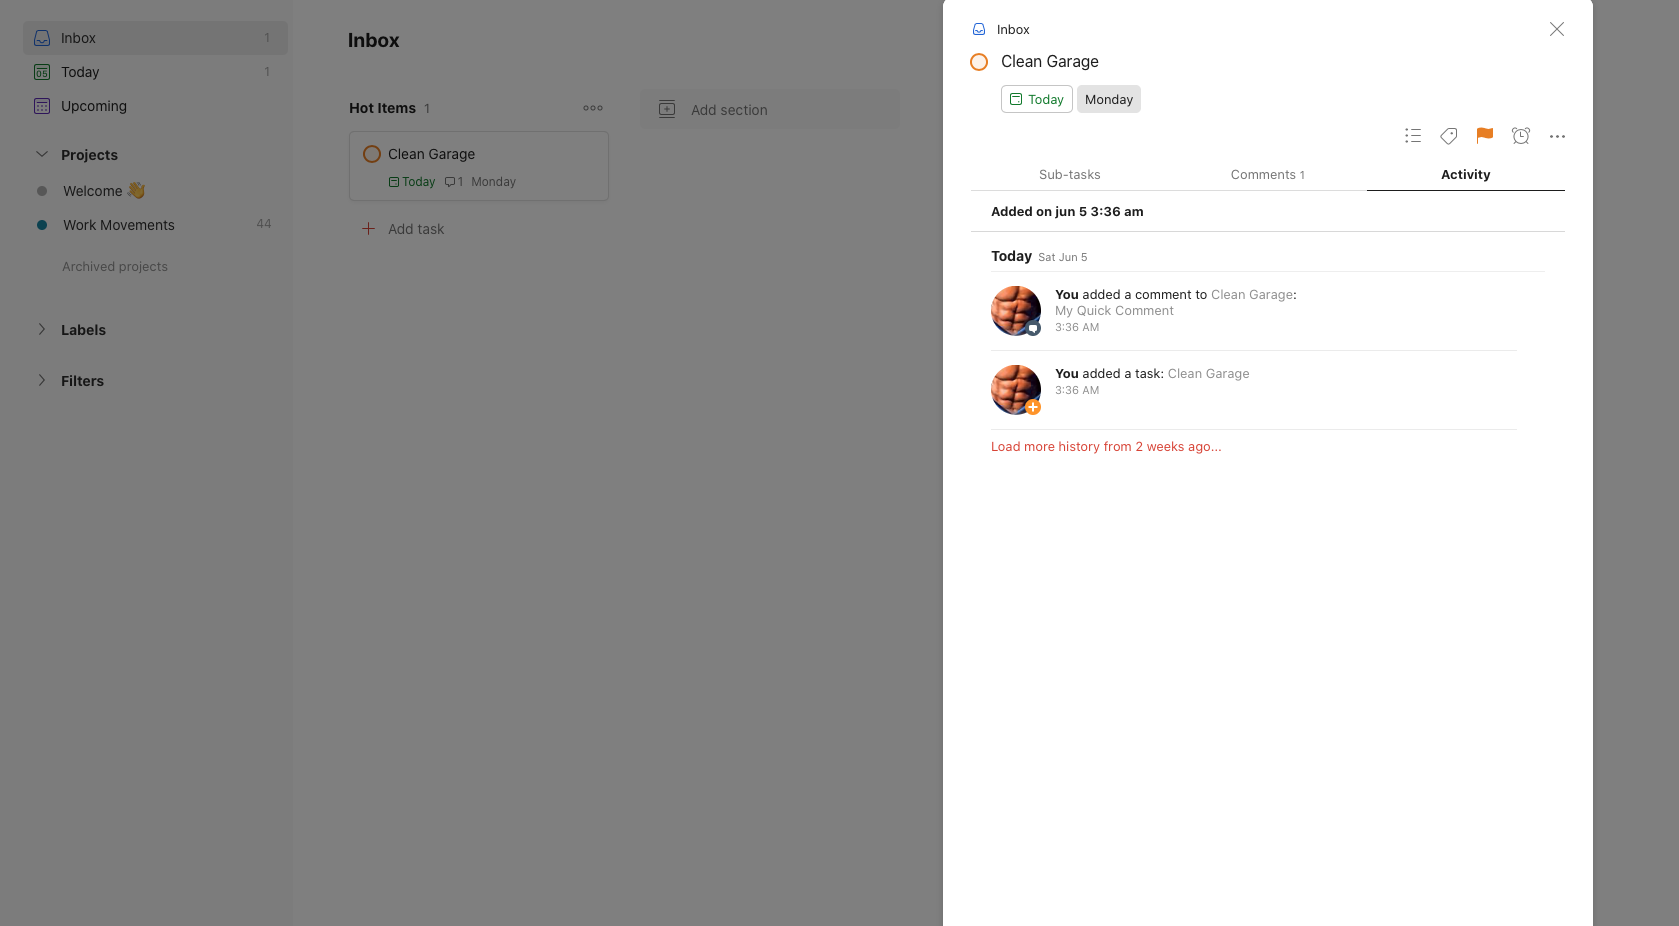 Inbox 1
05
Today 1
Upcoming
Projects
Welcome 👋
Work Movements 44
Archived projects
Labels
Filters
Inbox
Hot Items 1
Add section
Clean Garage
Today 1 Monday
Add task
Inbox
Clean Garage
Today Monday
Sub-tasks Comments 1 Activity
Added on jun 5 3:36 am
Today Sat Jun 5
You added a comment to Clean Garage:
My Quick Comment
3:36 AM
You added a task: Clean Garage
3:36 AM
Load more history from 2 weeks ago...